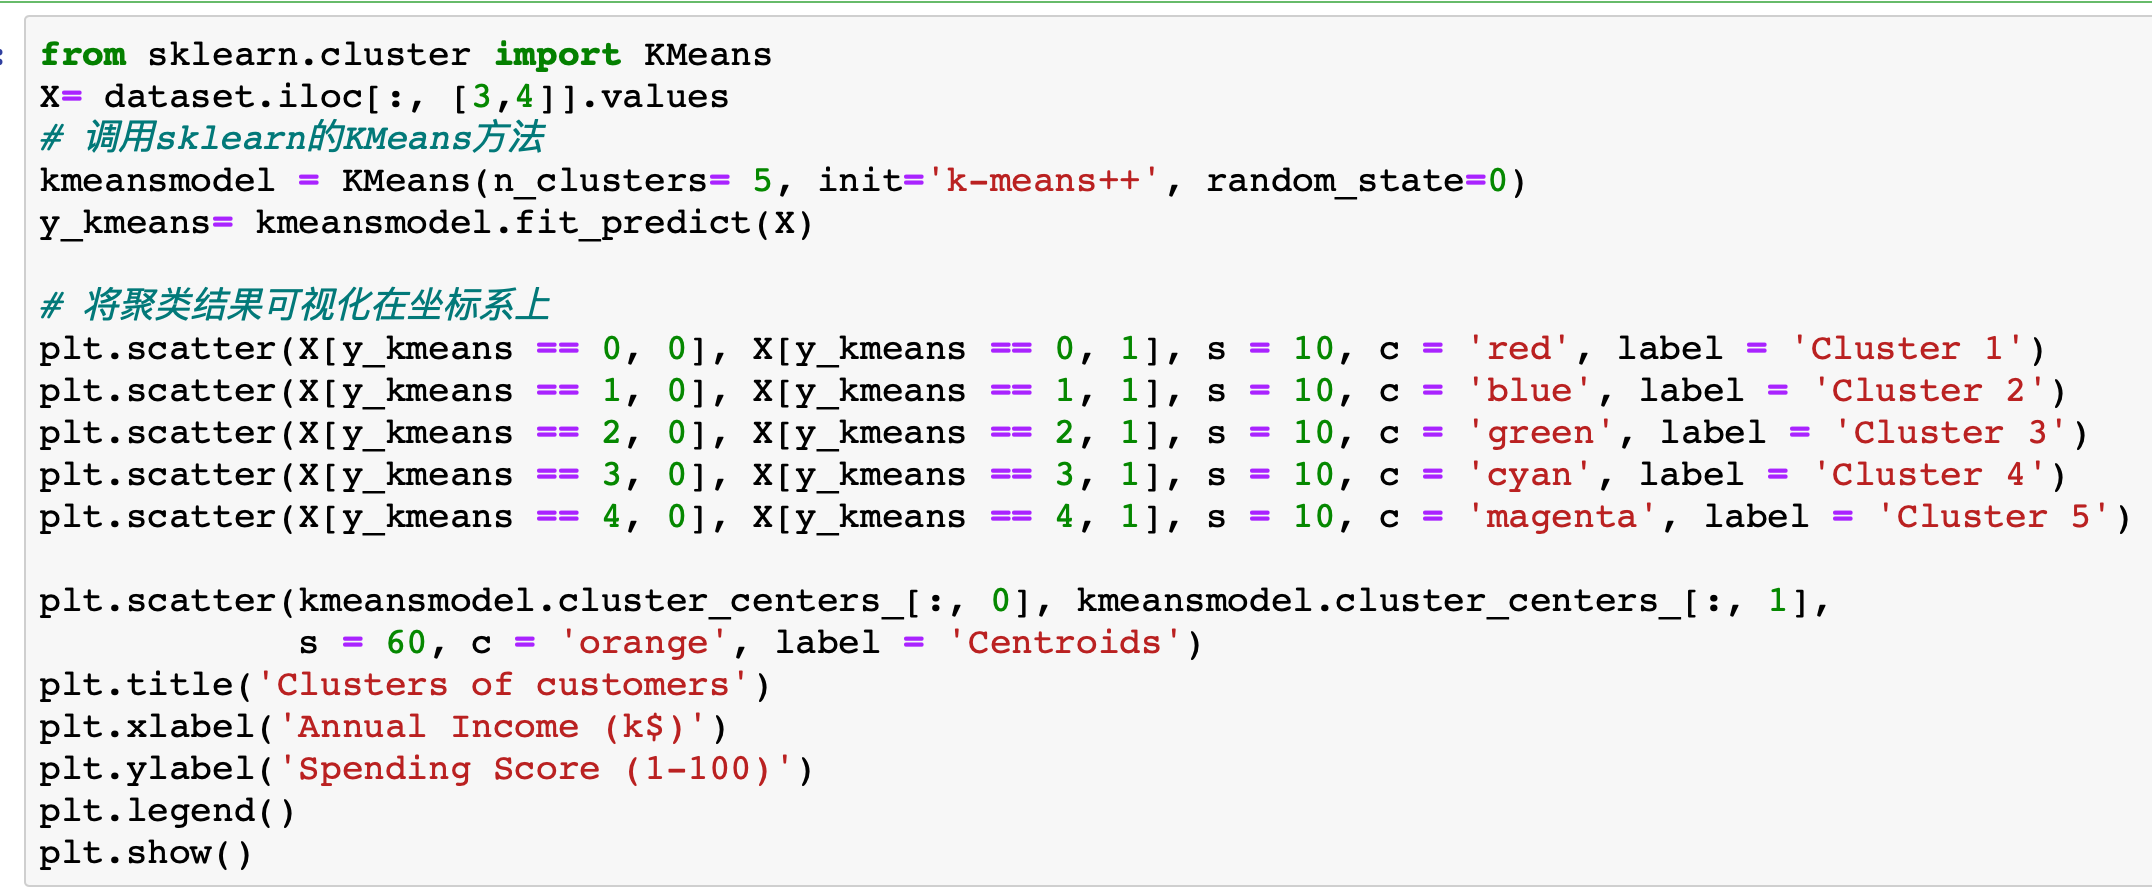 :
from sklearn.cluster import KMeans
X= dataset.iloc[:, [3,4]].values
# 调用sklearn的KMeans方法
kmeansmodel = KMeans(n_clusters= 5, init='k-means++', random_state=0)
y_kmeans= kmeansmodel.fit_predict(X)
# 将聚类结果可视化在坐标系上
plt.scatter(X[y_kmeans == 0, 0], X[y_kmeans == 0, 1], s = 10, c = 'red', label = 'Cluster 1')
plt.scatter(X[y_kmeans == 1, 0], X[y_kmeans == 1, 1], s = 10, c = 'blue', label = 'Cluster 2')
plt.scatter(X[y_kmeans == 2, 0], X[y_kmeans == 2, 1], s = 10, c = 'green', label = 'Cluster 3')
plt.scatter(X[y_kmeans == 3, 0], X[y_kmeans == 3, 1], s = 10, c = 'cyan', label = 'Cluster 4')
plt.scatter(X[y_kmeans == 4, 0], X[y_kmeans == 4, 1], s = 10, c = 'magenta', label = 'Cluster 5')
plt.scatter(kmeansmodel.cluster_centers_[:, 0], kmeansmodel.cluster_centers_[:, 1],
            s = 60, c = 'orange', label = 'Centroids')
plt.title('Clusters of customers')
plt.xlabel('Annual Income (k$)')
plt.ylabel('Spending Score (1-100)')
plt.legend()
plt.show()